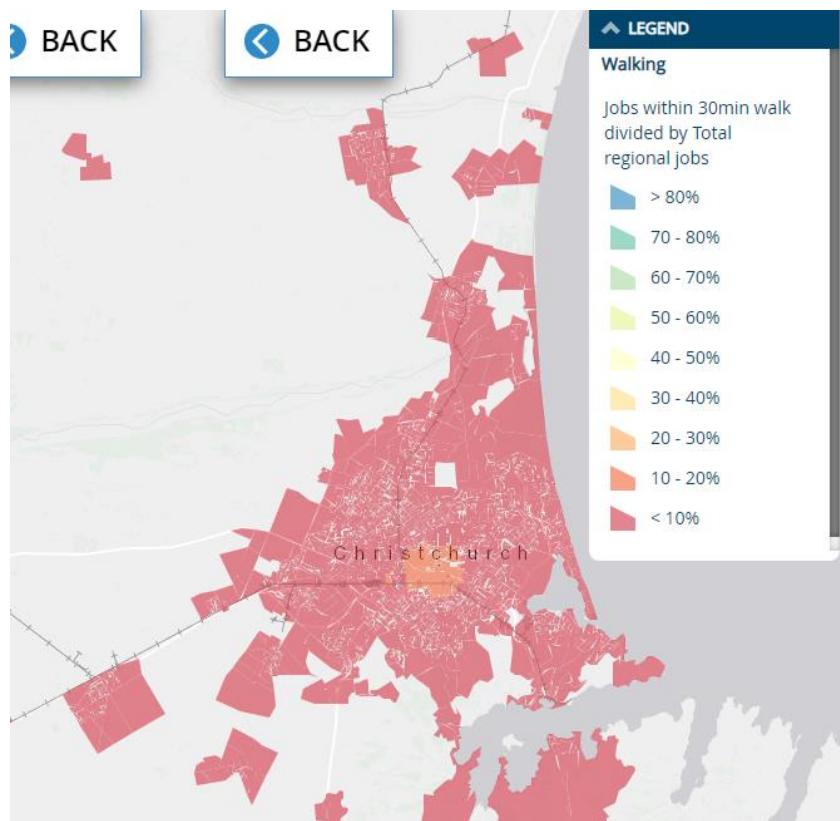 BACK
BACK
LEGEND
Walking
Jobs within 30min walk
divided by Total
regional jobs
> 80%
70 - 80%
60 - 70%
50 - 60%
40 - 50%
30 - 40%
20 - 30%
10 - 20%
< 10%
Christchurch